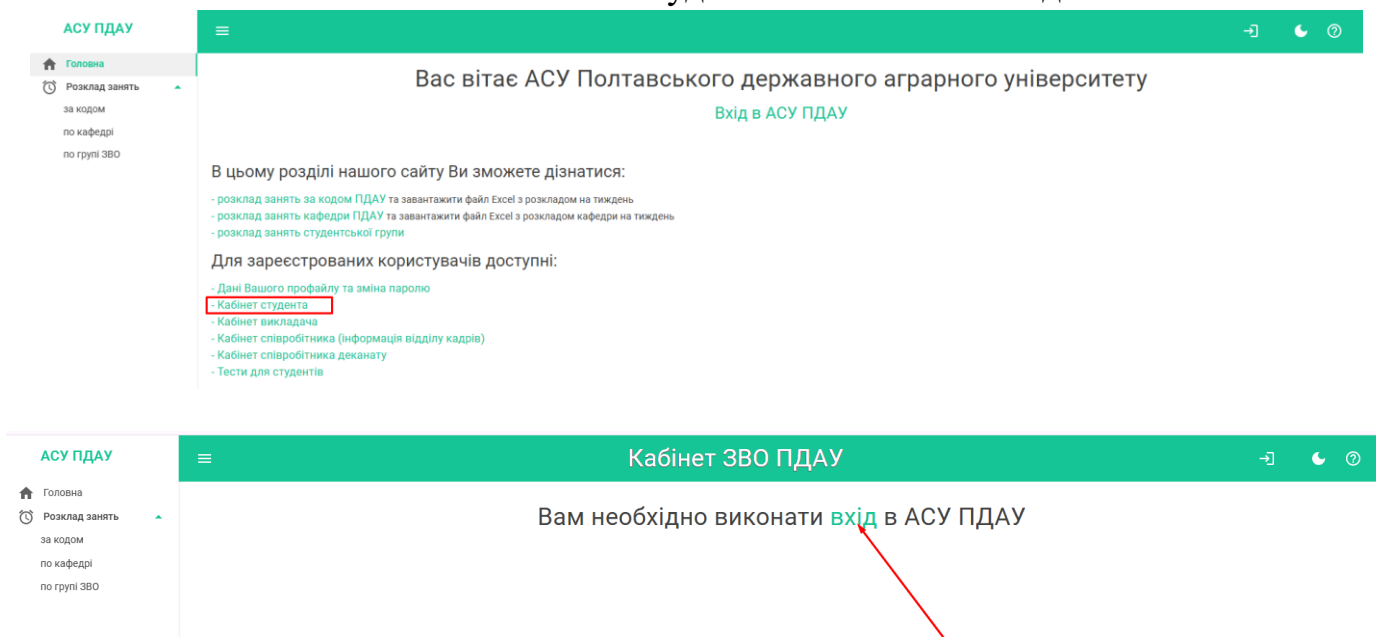 АСУ ПДАУ
Головна
Розклад занять
за кодом
по кафедрі
по групі ЗВО
Вас вітає АСУ Полтавського державного аграрного університету
Вхід в АСУ ПДАУ
В цьому розділі нашого сайту Ви зможете дізнатися:
- розклад занять за кодом ПДАУ та завантажити файл Excel з розкладом на тиждень
- розклад занять кафедри ПДАУ та завантажити файл Excel з розкладом кафедри на тиждень
- розклад занять студентської групи
Для зареєстрованих користувачів доступні:
- Дані Вашого профайлу та зміна паролю
- Кабінет студента
- Кабінет викладача
- Кабінет співробітника (інформація відділу кадрів)
- Кабінет співробітника деканату
- Тести для студентів
АСУ ПДАУ
Кабінет ЗВО ПДАУ
Головна
Розклад занять
за кодом
по кафедрі
по групі ЗВО
Вам необхідно виконати вхід в АСУ ПДАУ